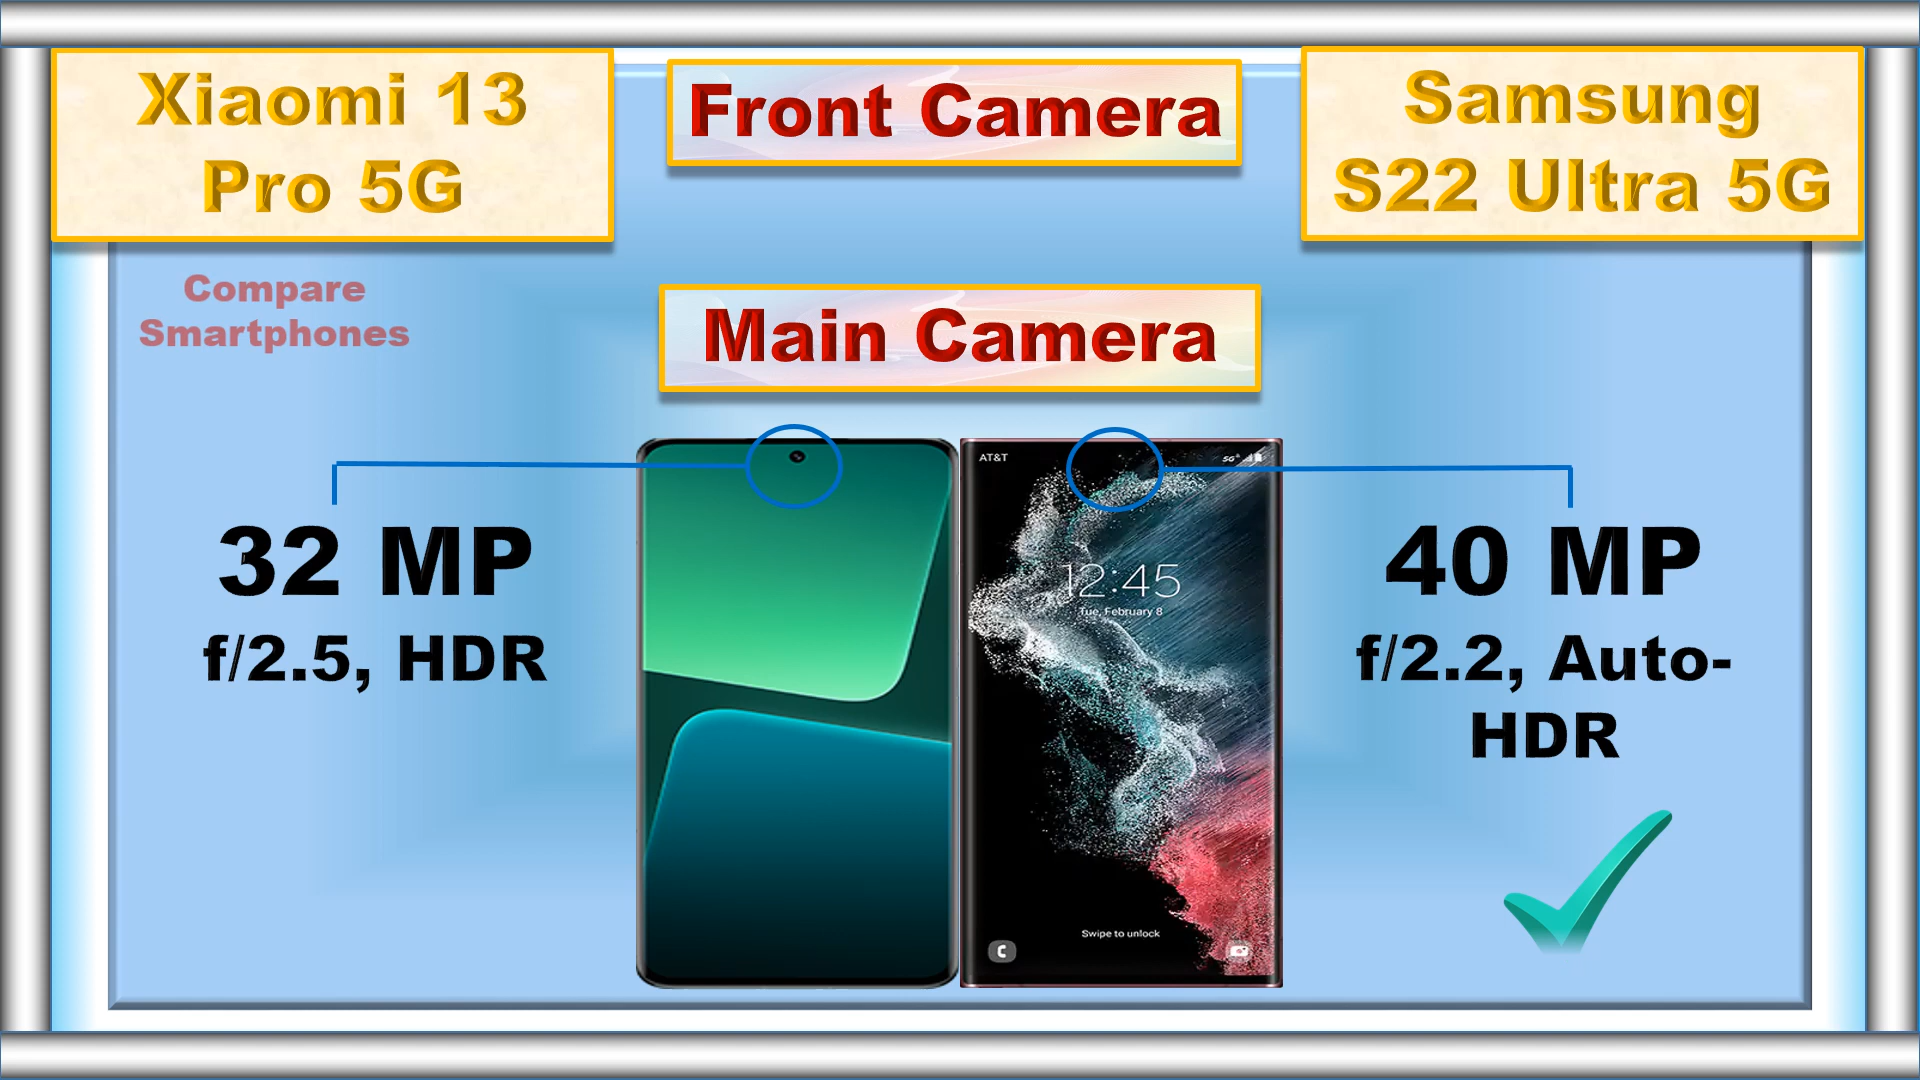 Xiaomi 13
Pro 5G
Front Camera
Samsung
S22 Ultra 5G
Compare
Smartphones
Main Camera
32 MP
f/2.5, HDR
AT&T
5G
12:45
Tue, February 8
Swipe to unlock
40 MP
f/2.2, Auto-
HDR